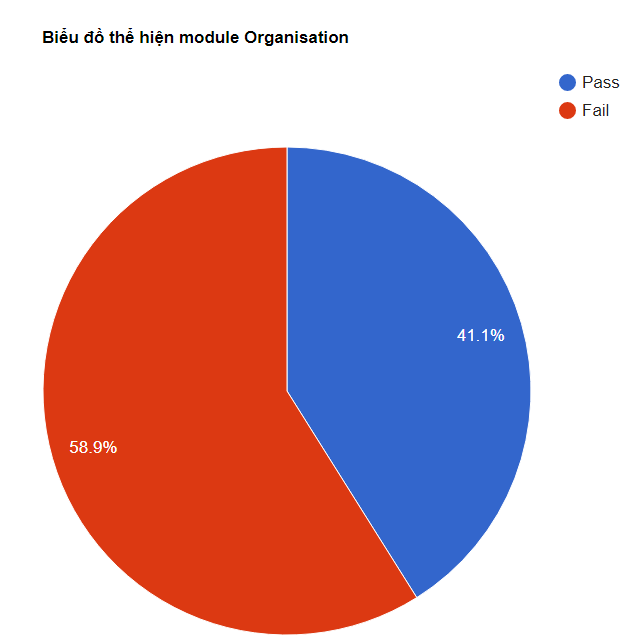 Biểu đồ thể hiện module Organisation
Pass
Fail
41.1%
58.9%